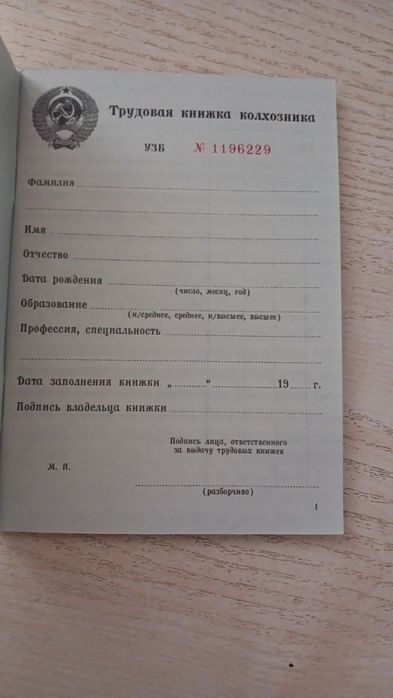 Трудовая книжка колхозника
УЗБ № 1196229
Фамилия
Имя
Отчество
Дата рождения
(число, месяц, год)
Образование
(н/среднее, среднее, н/высшее, высшее)
Профессия, специальность
Дата заполнения книжки „ “ 19 г.
Подпись владельца книжки
Подпись лица, ответственного
за выдачу трудовых книжек
М. П.
(разборчиво)
1